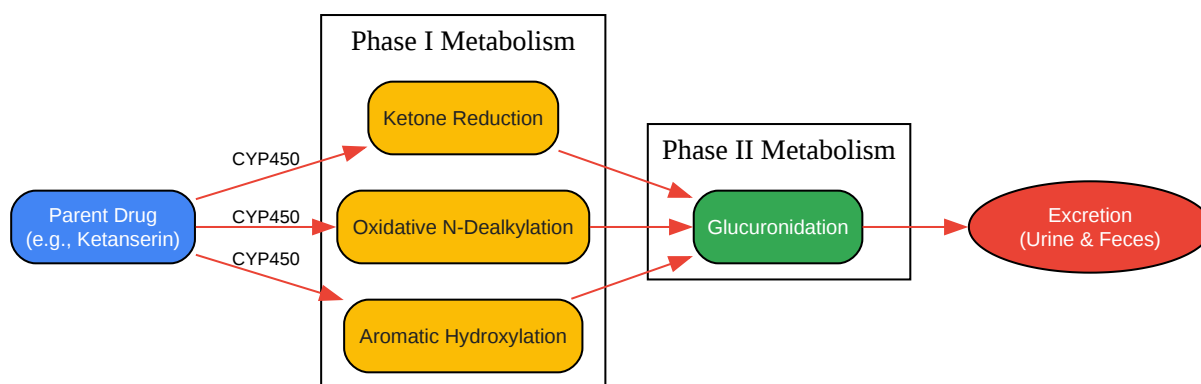 Phase I Metabolism
Ketone Reduction
CYP450
Phase II Metabolism
Parent Drug
(e.g., Ketanserin)
CYP450
Oxidative N-Dealkylation
Glucuronidation
Excretion
(Urine & Feces)
CYP450
Aromatic Hydroxylation